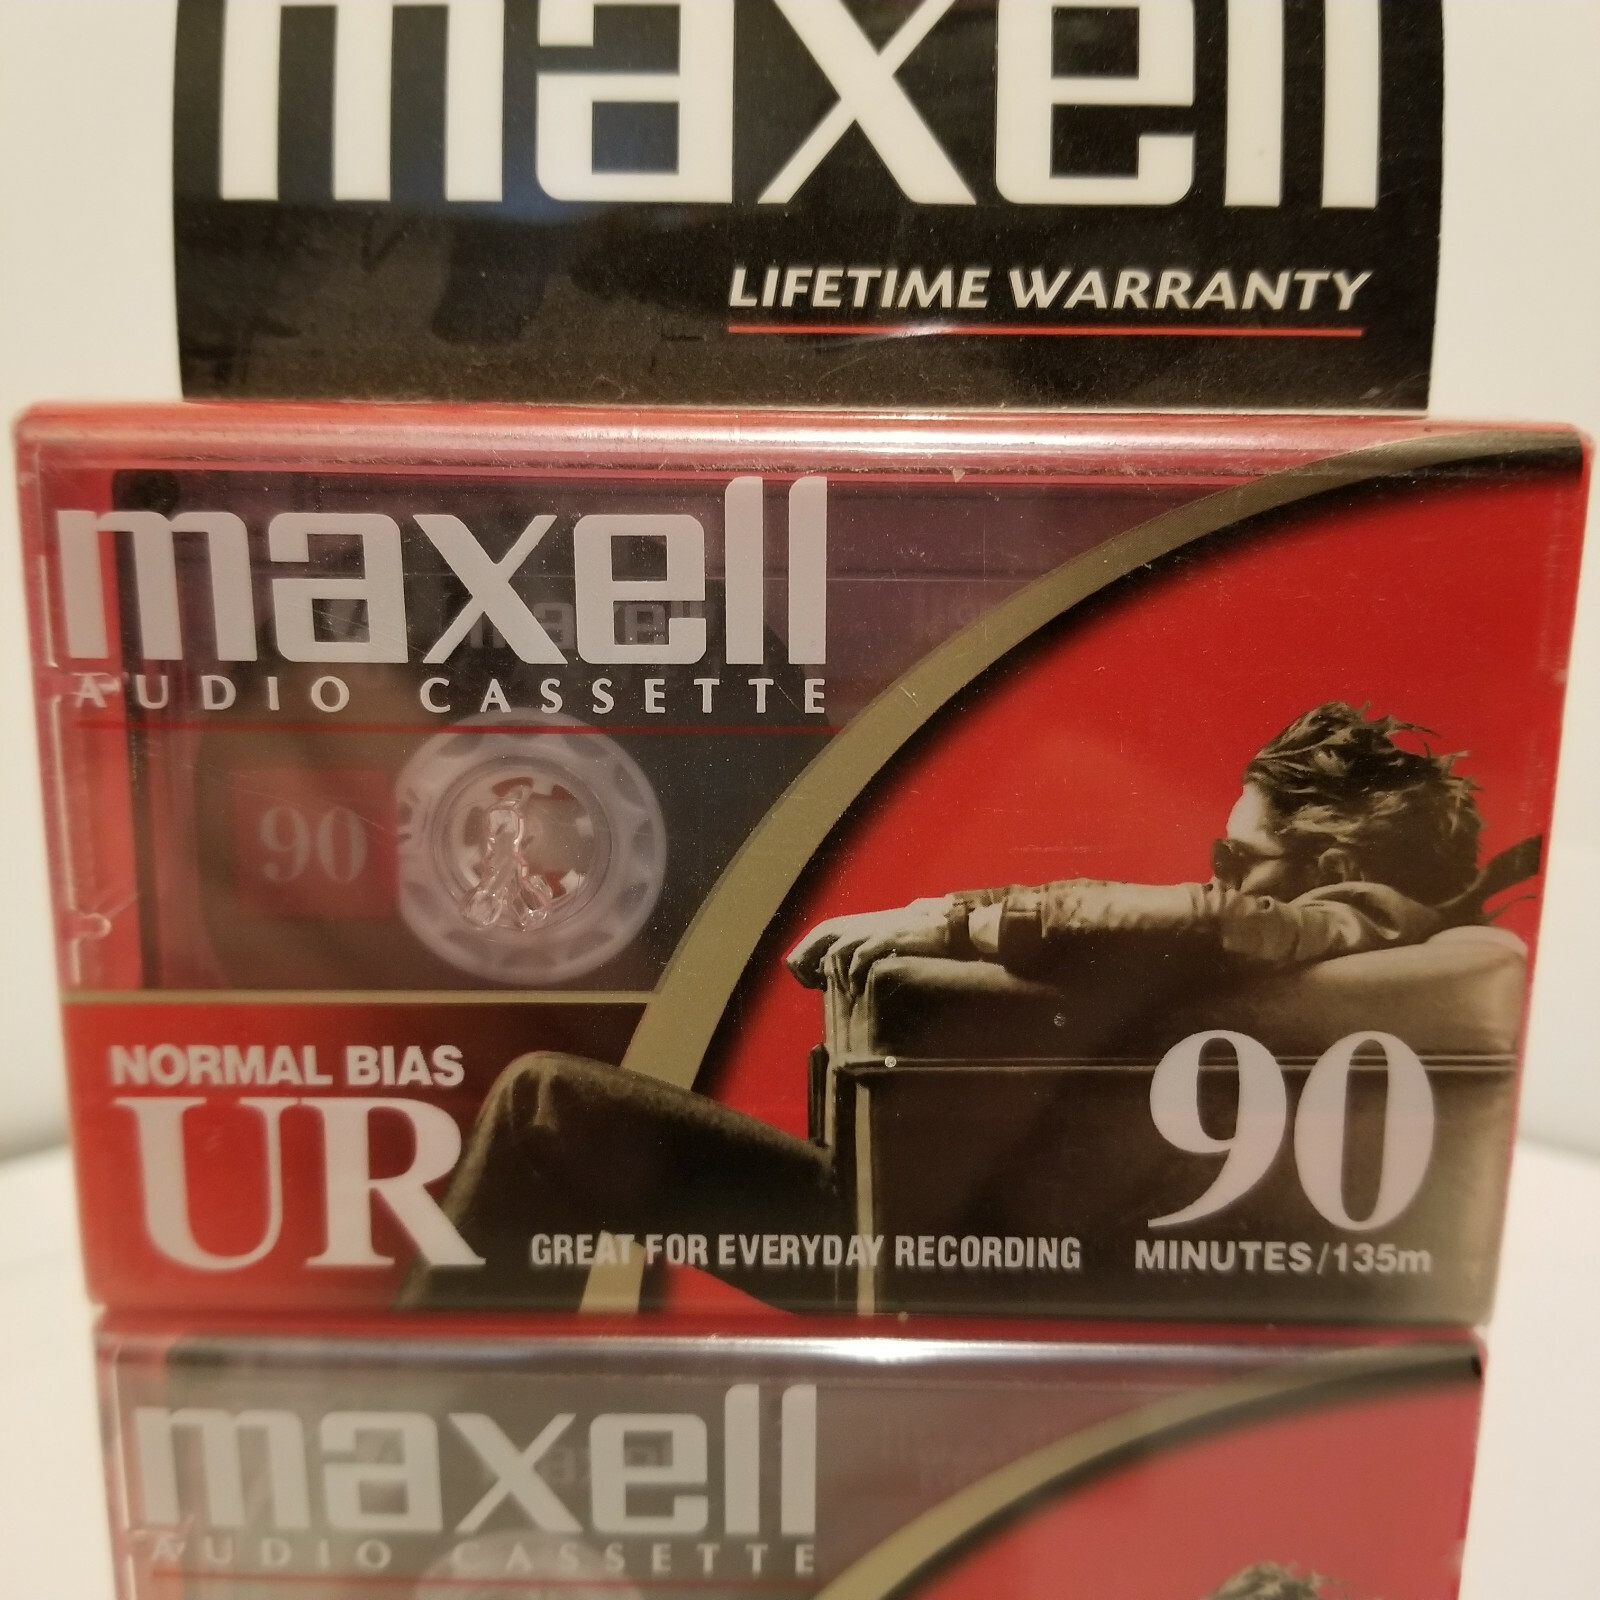 maxell
LIFETIME WARRANTY
maxell
AUDIO CASSETTE
maxell
90
NORMAL BIAS
UR
GREAT FOR EVERYDAY RECORDING
90
MINUTES/135m
maxell
AUDIO CASSETTE